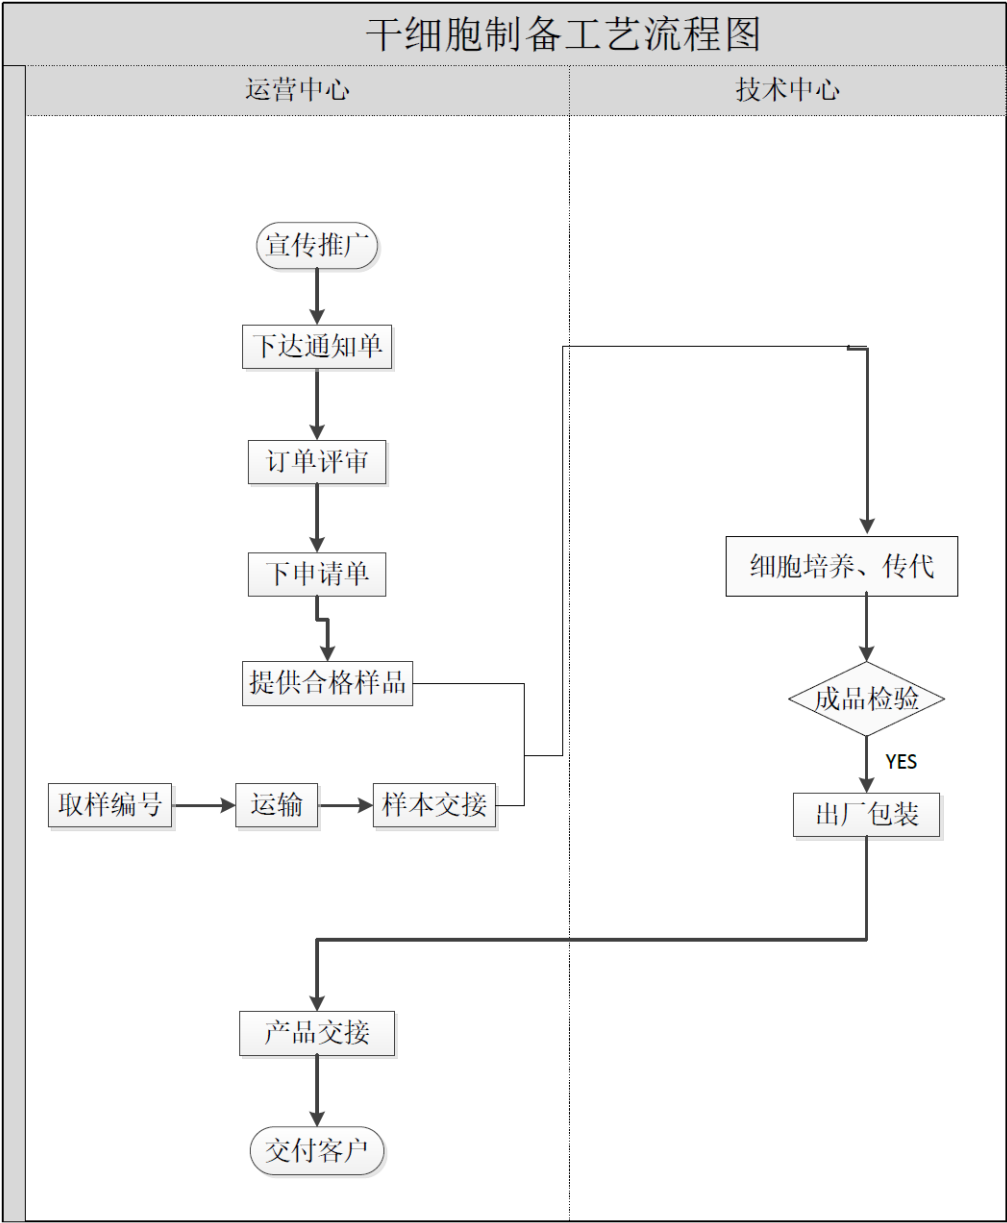 干细胞制备工艺流程图
运营中心
技术中心
宣传推广
下达通知单
订单评审
下申请单
提供合格样品
取样编号
运输
样本交接
细胞培养、传代
成品检验
YES
出厂包装
产品交接
交付客户